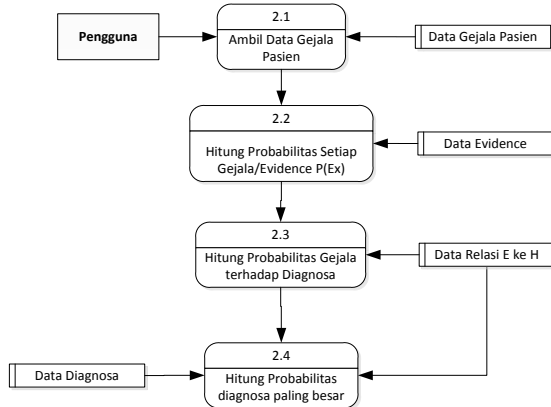 2.1
Pengguna
Ambil Data Gejala
Pasien
Data Gejala Pasien
2.2
Hitung Probabilitas Setiap
Gejala/Evidence P(Ex)
Data Evidence
2.3
Hitung Probabilitas Gejala
terhadap Diagnosa
Data Relasi E ke H
2.4
Data Diagnosa
Hitung Probabilitas
diagnosa paling besar